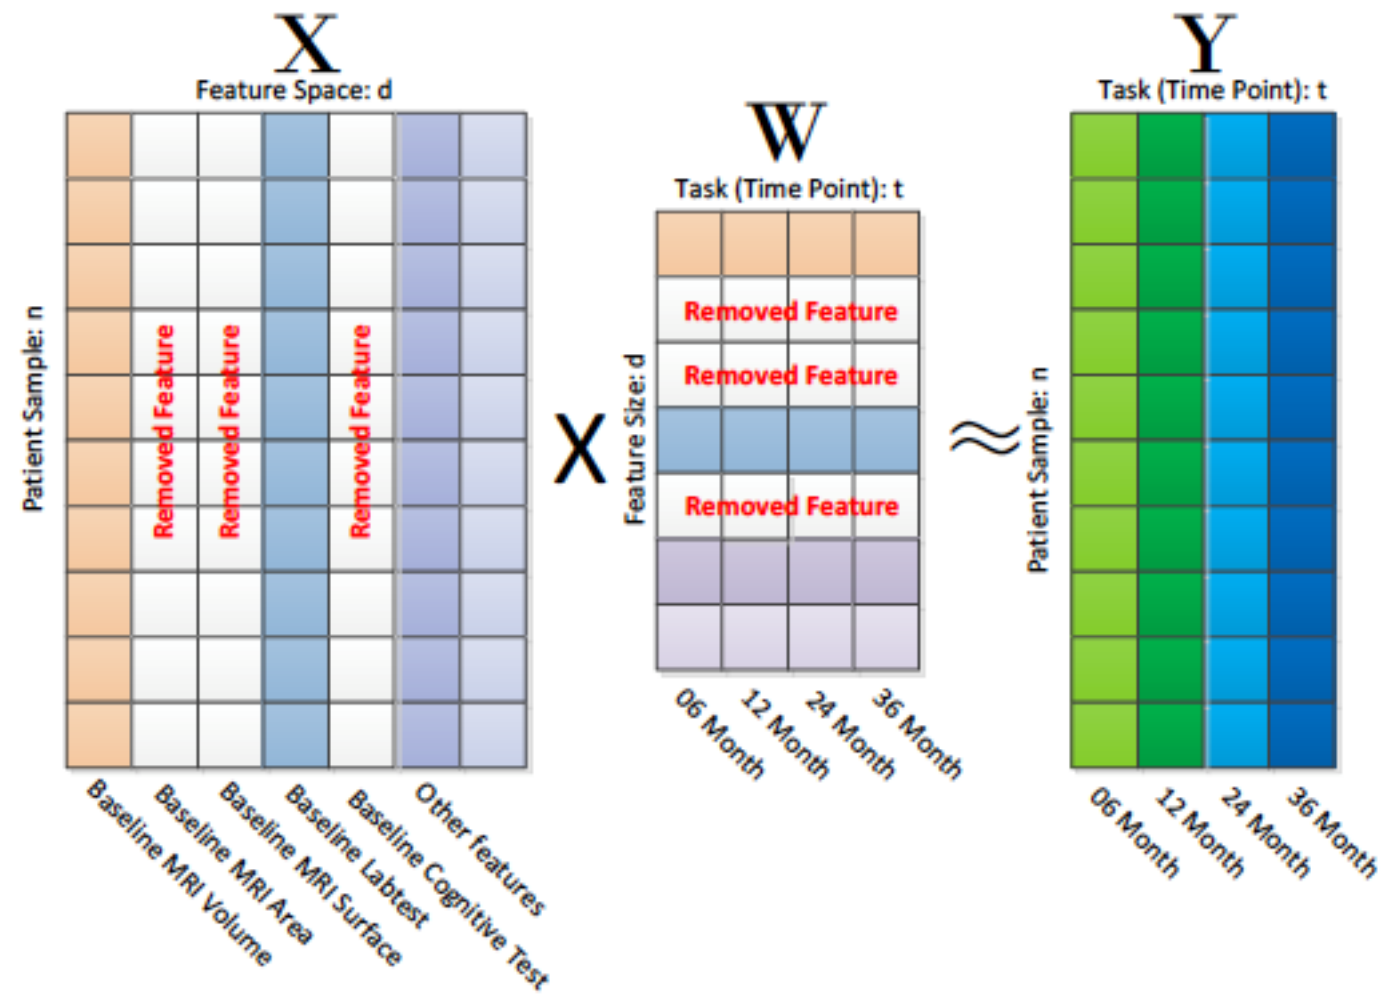 X
Feature Space: d
Patient Sample: n
Removed Feature
Removed Feature
Removed Feature
Baseline MRI Volume
Baseline MRI Area
Baseline MRI Surface
Baseline Labtest
Baseline Cognitive Test
Other features
X
W
Task (Time Point): t
Feature Size: d
Removed Feature
Removed Feature
Removed Feature
06 Month
12 Month
24 Month
36 Month
≈
Y
Task (Time Point): t
Patient Sample: n
06 Month
12 Month
24 Month
36 Month